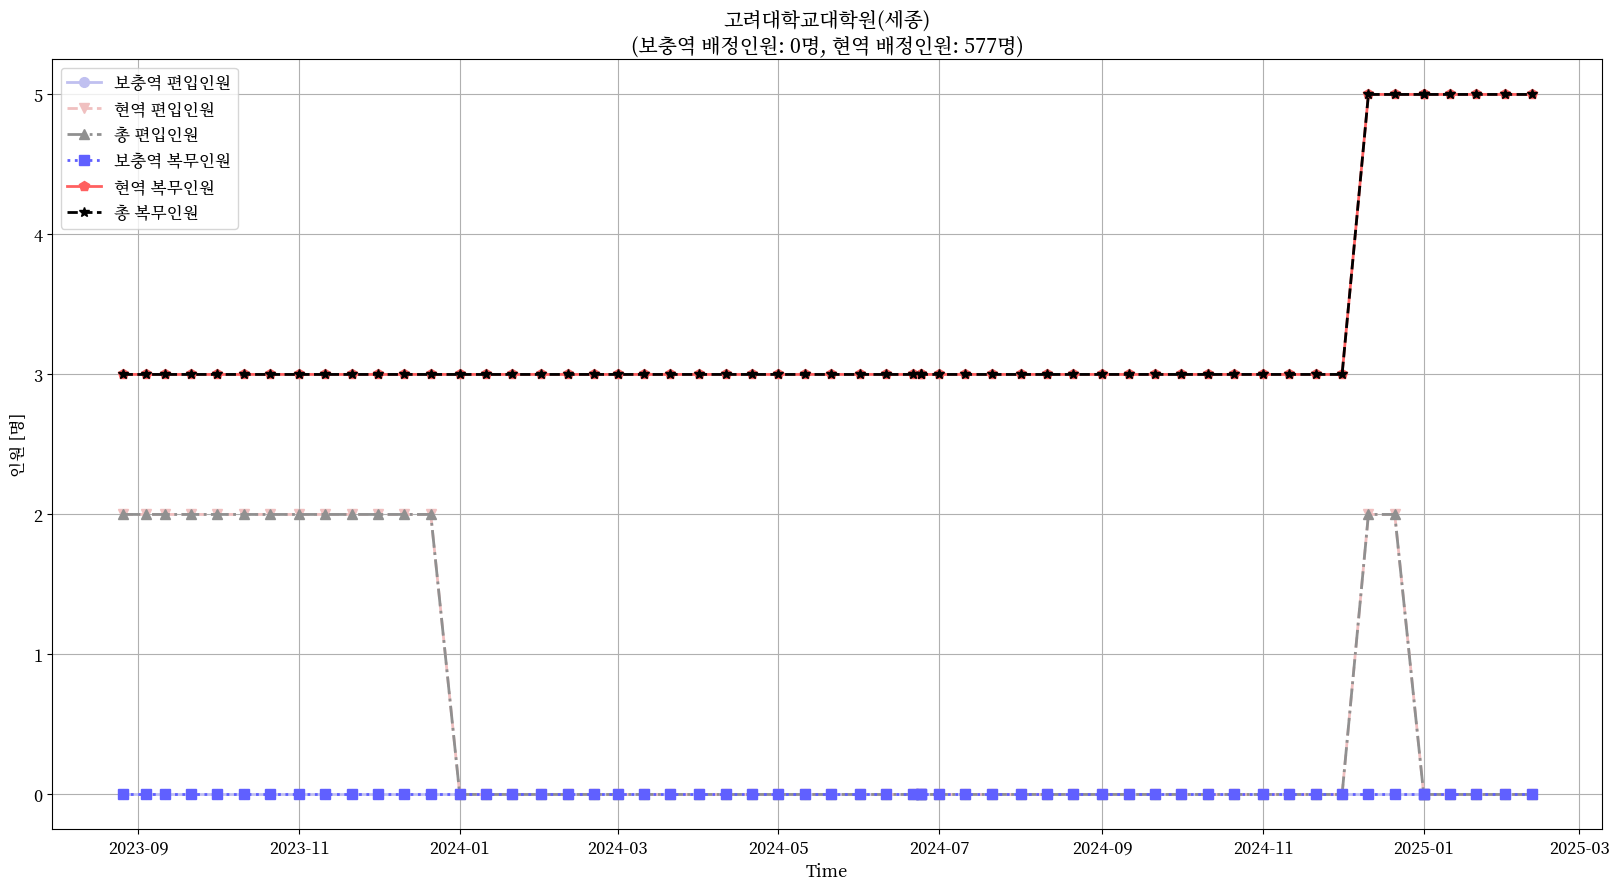 고려대학교대학원(세종)
(보충역 배정인원: 0명, 현역 배정인원: 577명)
보충역 편입인원
현역 편입인원
총 편입인원
보충역 복무인원
현역 복무인원
총 복무인원
5
4
3
2
1
0
인원 [명]
2023-09 2023-11 2024-01 2024-03 2024-05 2024-07 2024-09 2024-11 2025-01 2025-03
Time